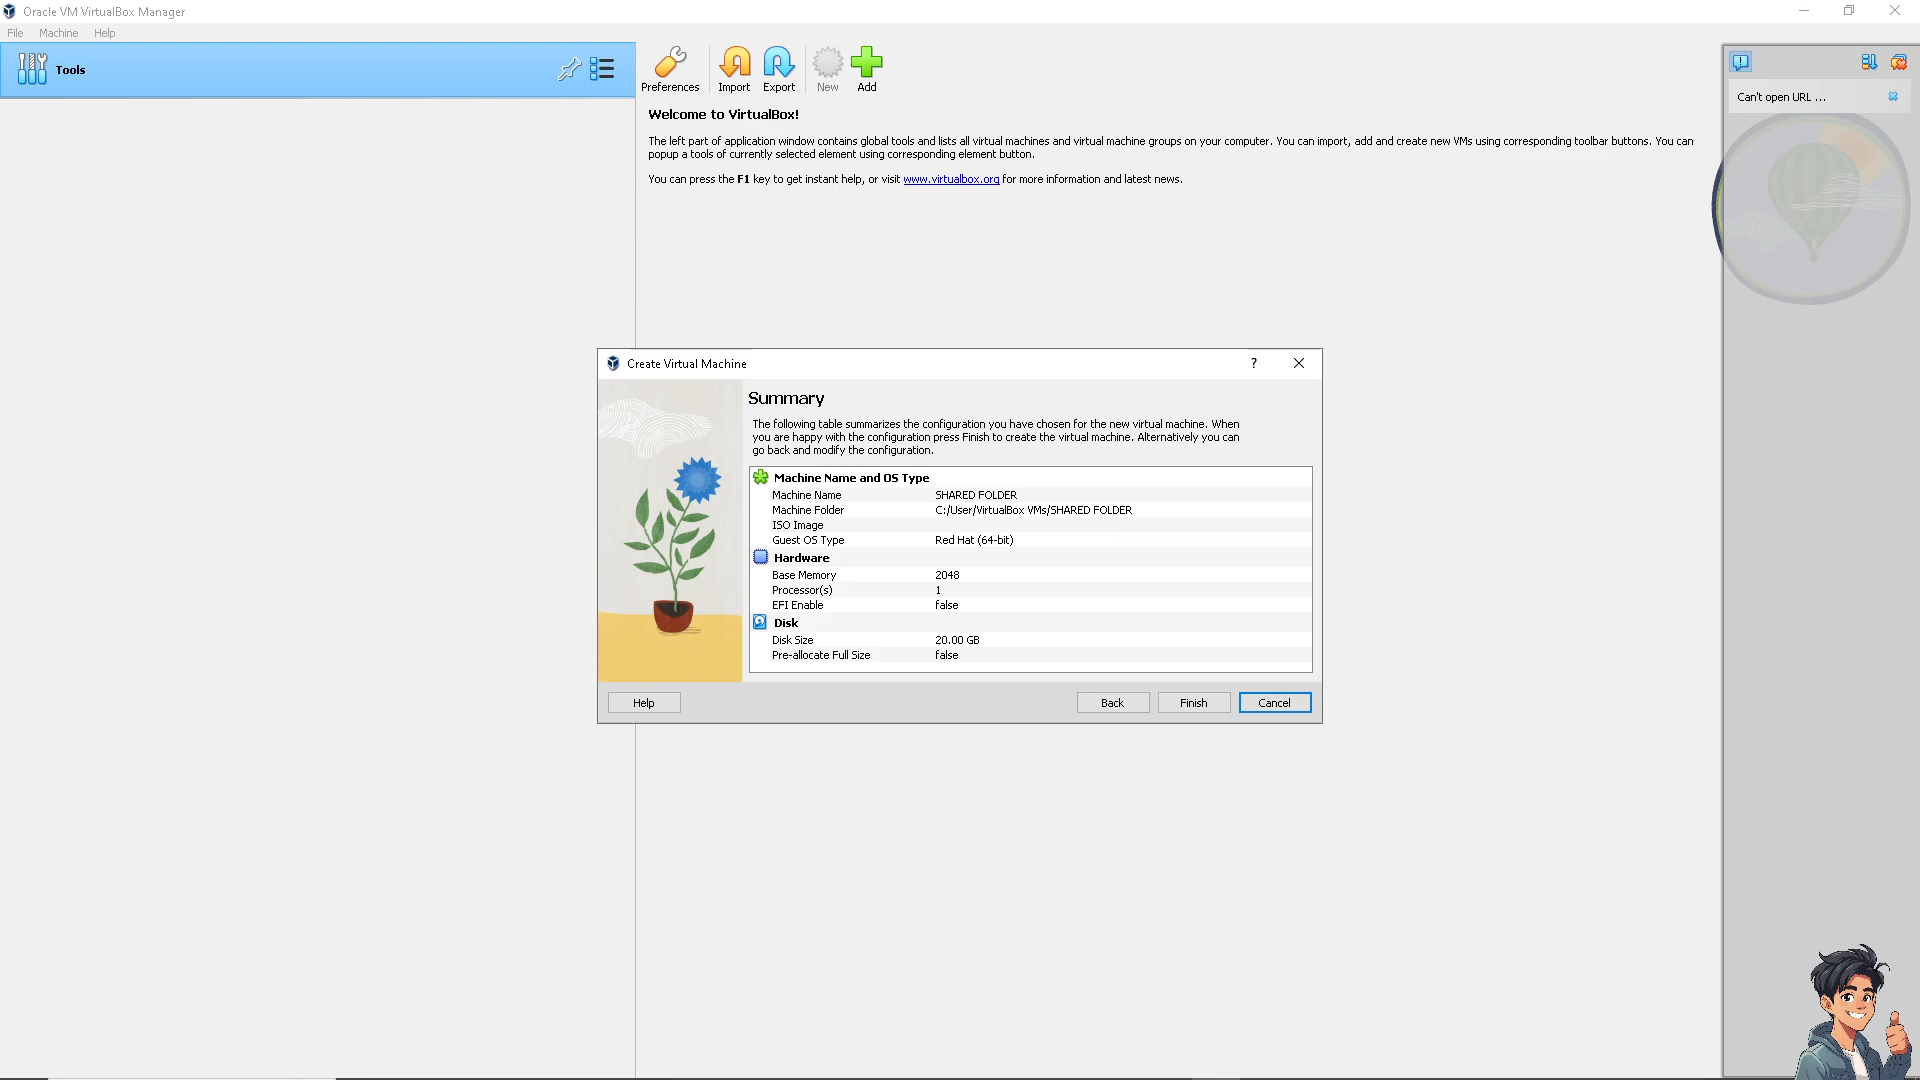 Oracle VM VirtualBox Manager
File Machine Help
Tools
Preferences Import Export New Add
Welcome to VirtualBox!
The left part of application window contains global tools and lists all virtual machines and virtual machine groups on your computer. You can import, add and create new VMs using corresponding toolbar buttons. You can
popup a tools of currently selected element using corresponding element button.
You can press the F1 key to get instant help, or visit www.virtualbox.org for more information and latest news.
Can't open URL ...
Create Virtual Machine
?
Summary
The following table summarizes the configuration you have chosen for the new virtual machine. When
you are happy with the configuration press Finish to create the virtual machine. Alternatively you can
go back and modify the configuration.
Machine Name and OS Type
Machine Name SHARED FOLDER
Machine Folder C:/User/VirtualBox VMs/SHARED FOLDER
ISO Image
Guest OS Type Red Hat (64-bit)
Hardware
Base Memory 2048
Processor(s) 1
EFI Enable false
Disk
Disk Size 20.00 GB
Pre-allocate Full Size false
Help Back Finish Cancel